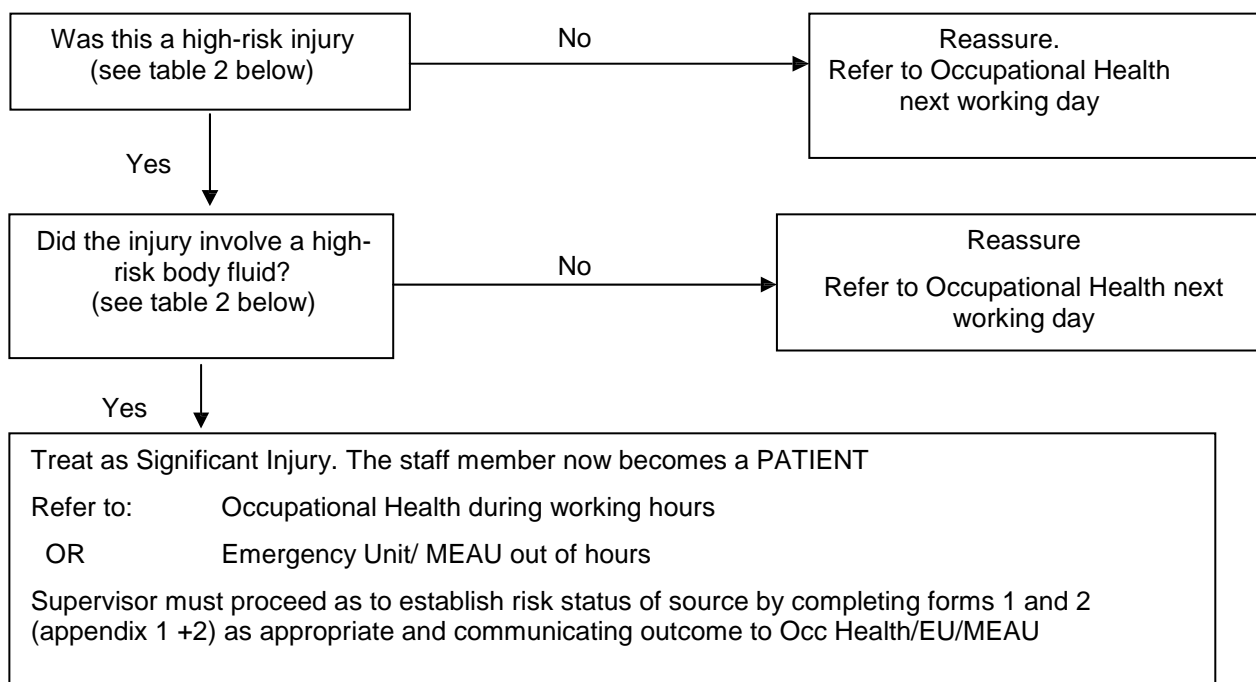 Was this a high-risk injury
(see table 2 below)
No
Reassure.
Refer to Occupational Health
next working day
Yes
Did the injury involve a high-
risk body fluid?
(see table 2 below)
No
Reassure
Refer to Occupational Health next
working day
Yes
Treat as Significant Injury. The staff member now becomes a PATIENT
Refer to: Occupational Health during working hours
OR Emergency Unit/ MEAU out of hours
Supervisor must proceed as to establish risk status of source by completing forms 1 and 2
(appendix 1 +2) as appropriate and communicating outcome to Occ Health/EU/MEAU